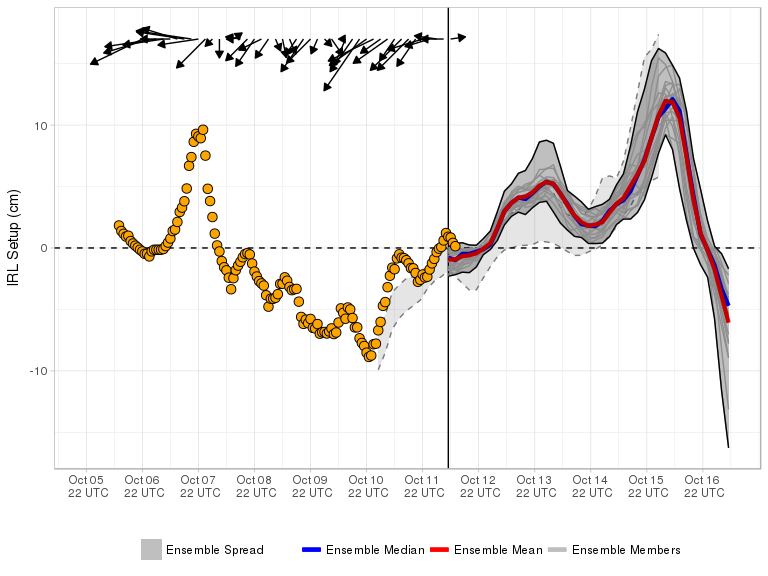 IRL Setup (cm)
10
0
-10
Oct 05 Oct 06 Oct 07 Oct 08 Oct 09 Oct 10 Oct 11 Oct 12 Oct 13 Oct 14 Oct 15 Oct 16
22 UTC 22 UTC 22 UTC 22 UTC 22 UTC 22 UTC 22 UTC 22 UTC 22 UTC 22 UTC 22 UTC 22 UTC
Ensemble Spread Ensemble Median Ensemble Mean Ensemble Members